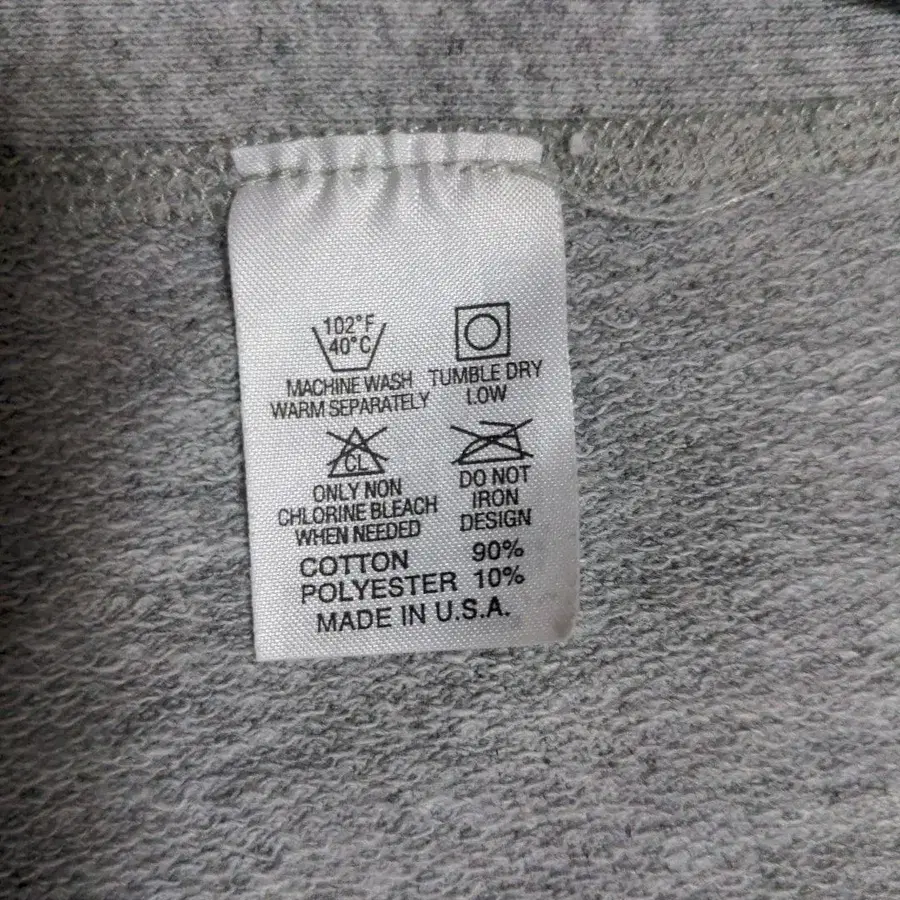 102°F
40°C
MACHINE WASH
WARM SEPARATELY
TUMBLE DRY
LOW
CL
ONLY NON
CHLORINE BLEACH
WHEN NEEDED
DO NOT
IRON
DESIGN
COTTON 90%
POLYESTER 10%
MADE IN U.S.A.